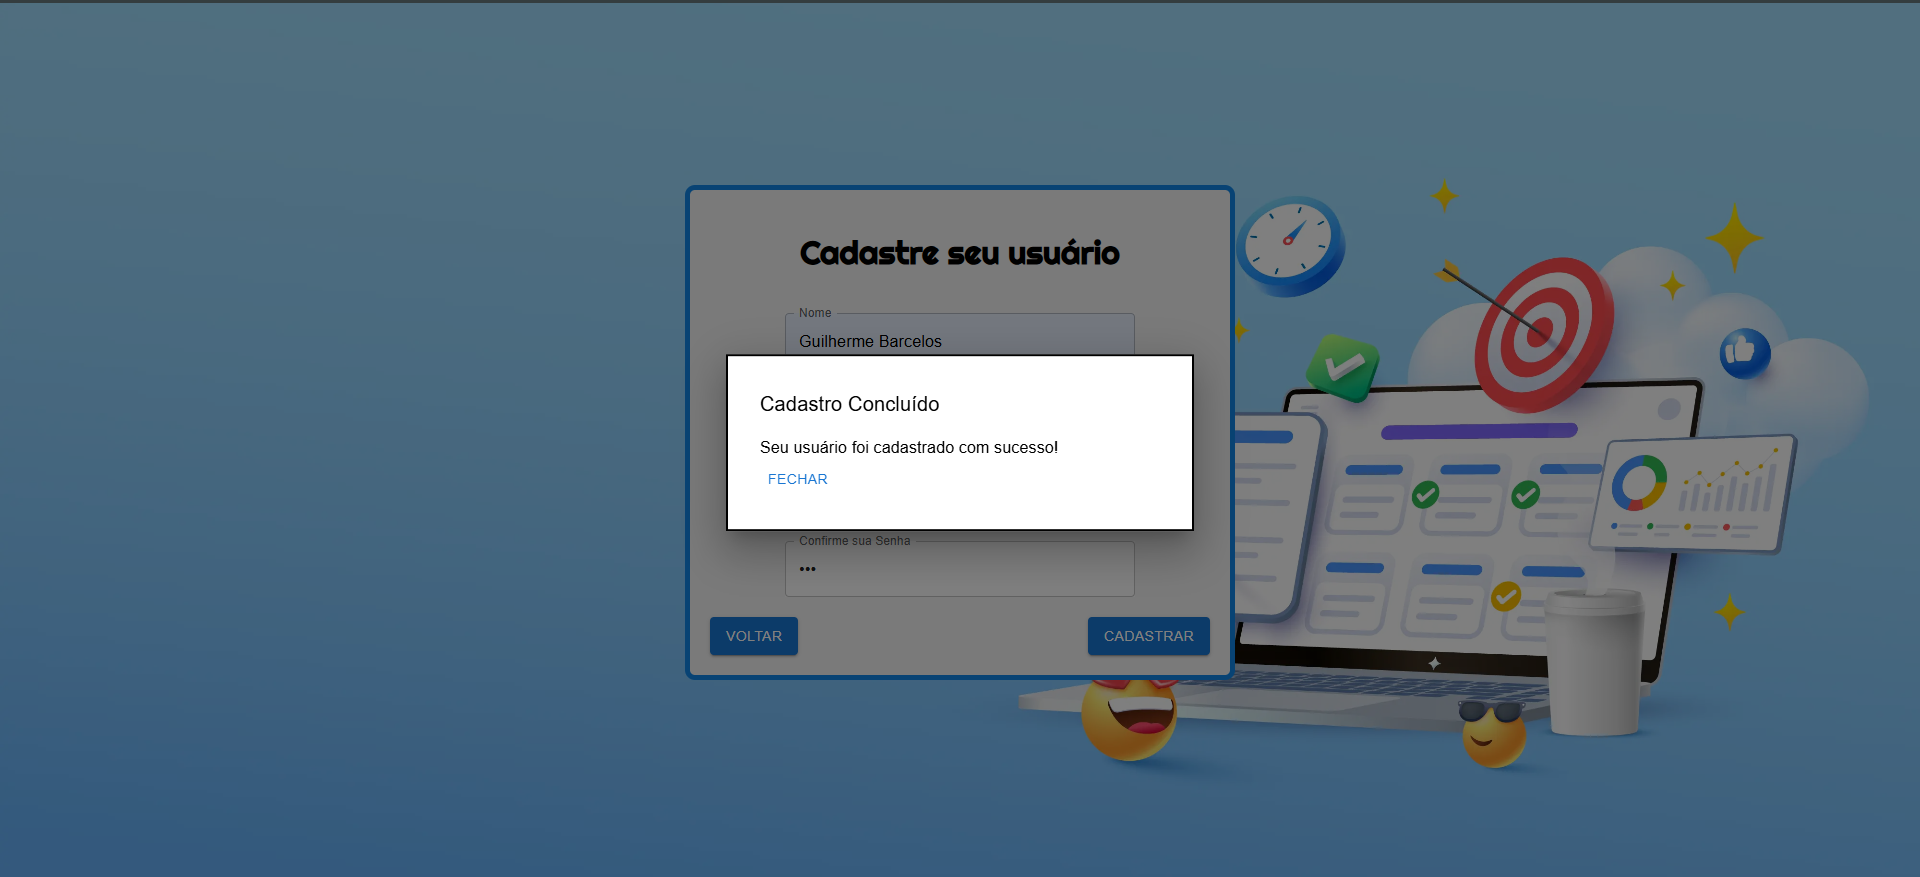 Cadastre seu usuário
Nome
Guilherme Barcelos
Cadastro Concluído
Seu usuário foi cadastrado com sucesso!
FECHAR
Confirme sua Senha
•••
VOLTAR
CADASTRAR